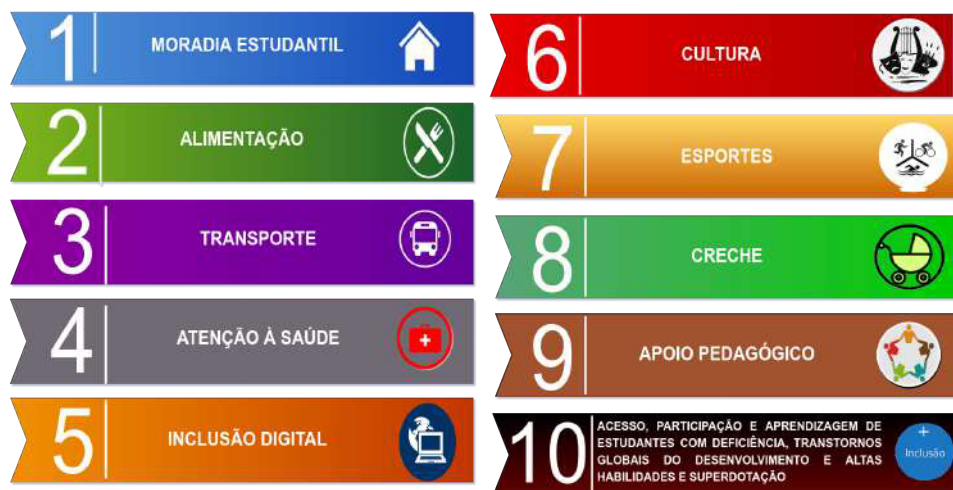 1
MORADIA ESTUDANTIL
2
ALIMENTAÇÃO
3
TRANSPORTE
4
ATENÇÃO À SAÚDE
5
INCLUSÃO DIGITAL
6
CULTURA
7
ESPORTES
8
CRECHE
9
APOIO PEDAGÓGICO
10
ACESSO, PARTICIPAÇÃO E APRENDIZAGEM DE
ESTUDANTES COM DEFICIÊNCIA, TRANSTORNOS
GLOBAIS DO DESENVOLVIMENTO E ALTAS
HABILIDADES E SUPERDOTAÇÃO
+
Inclusão